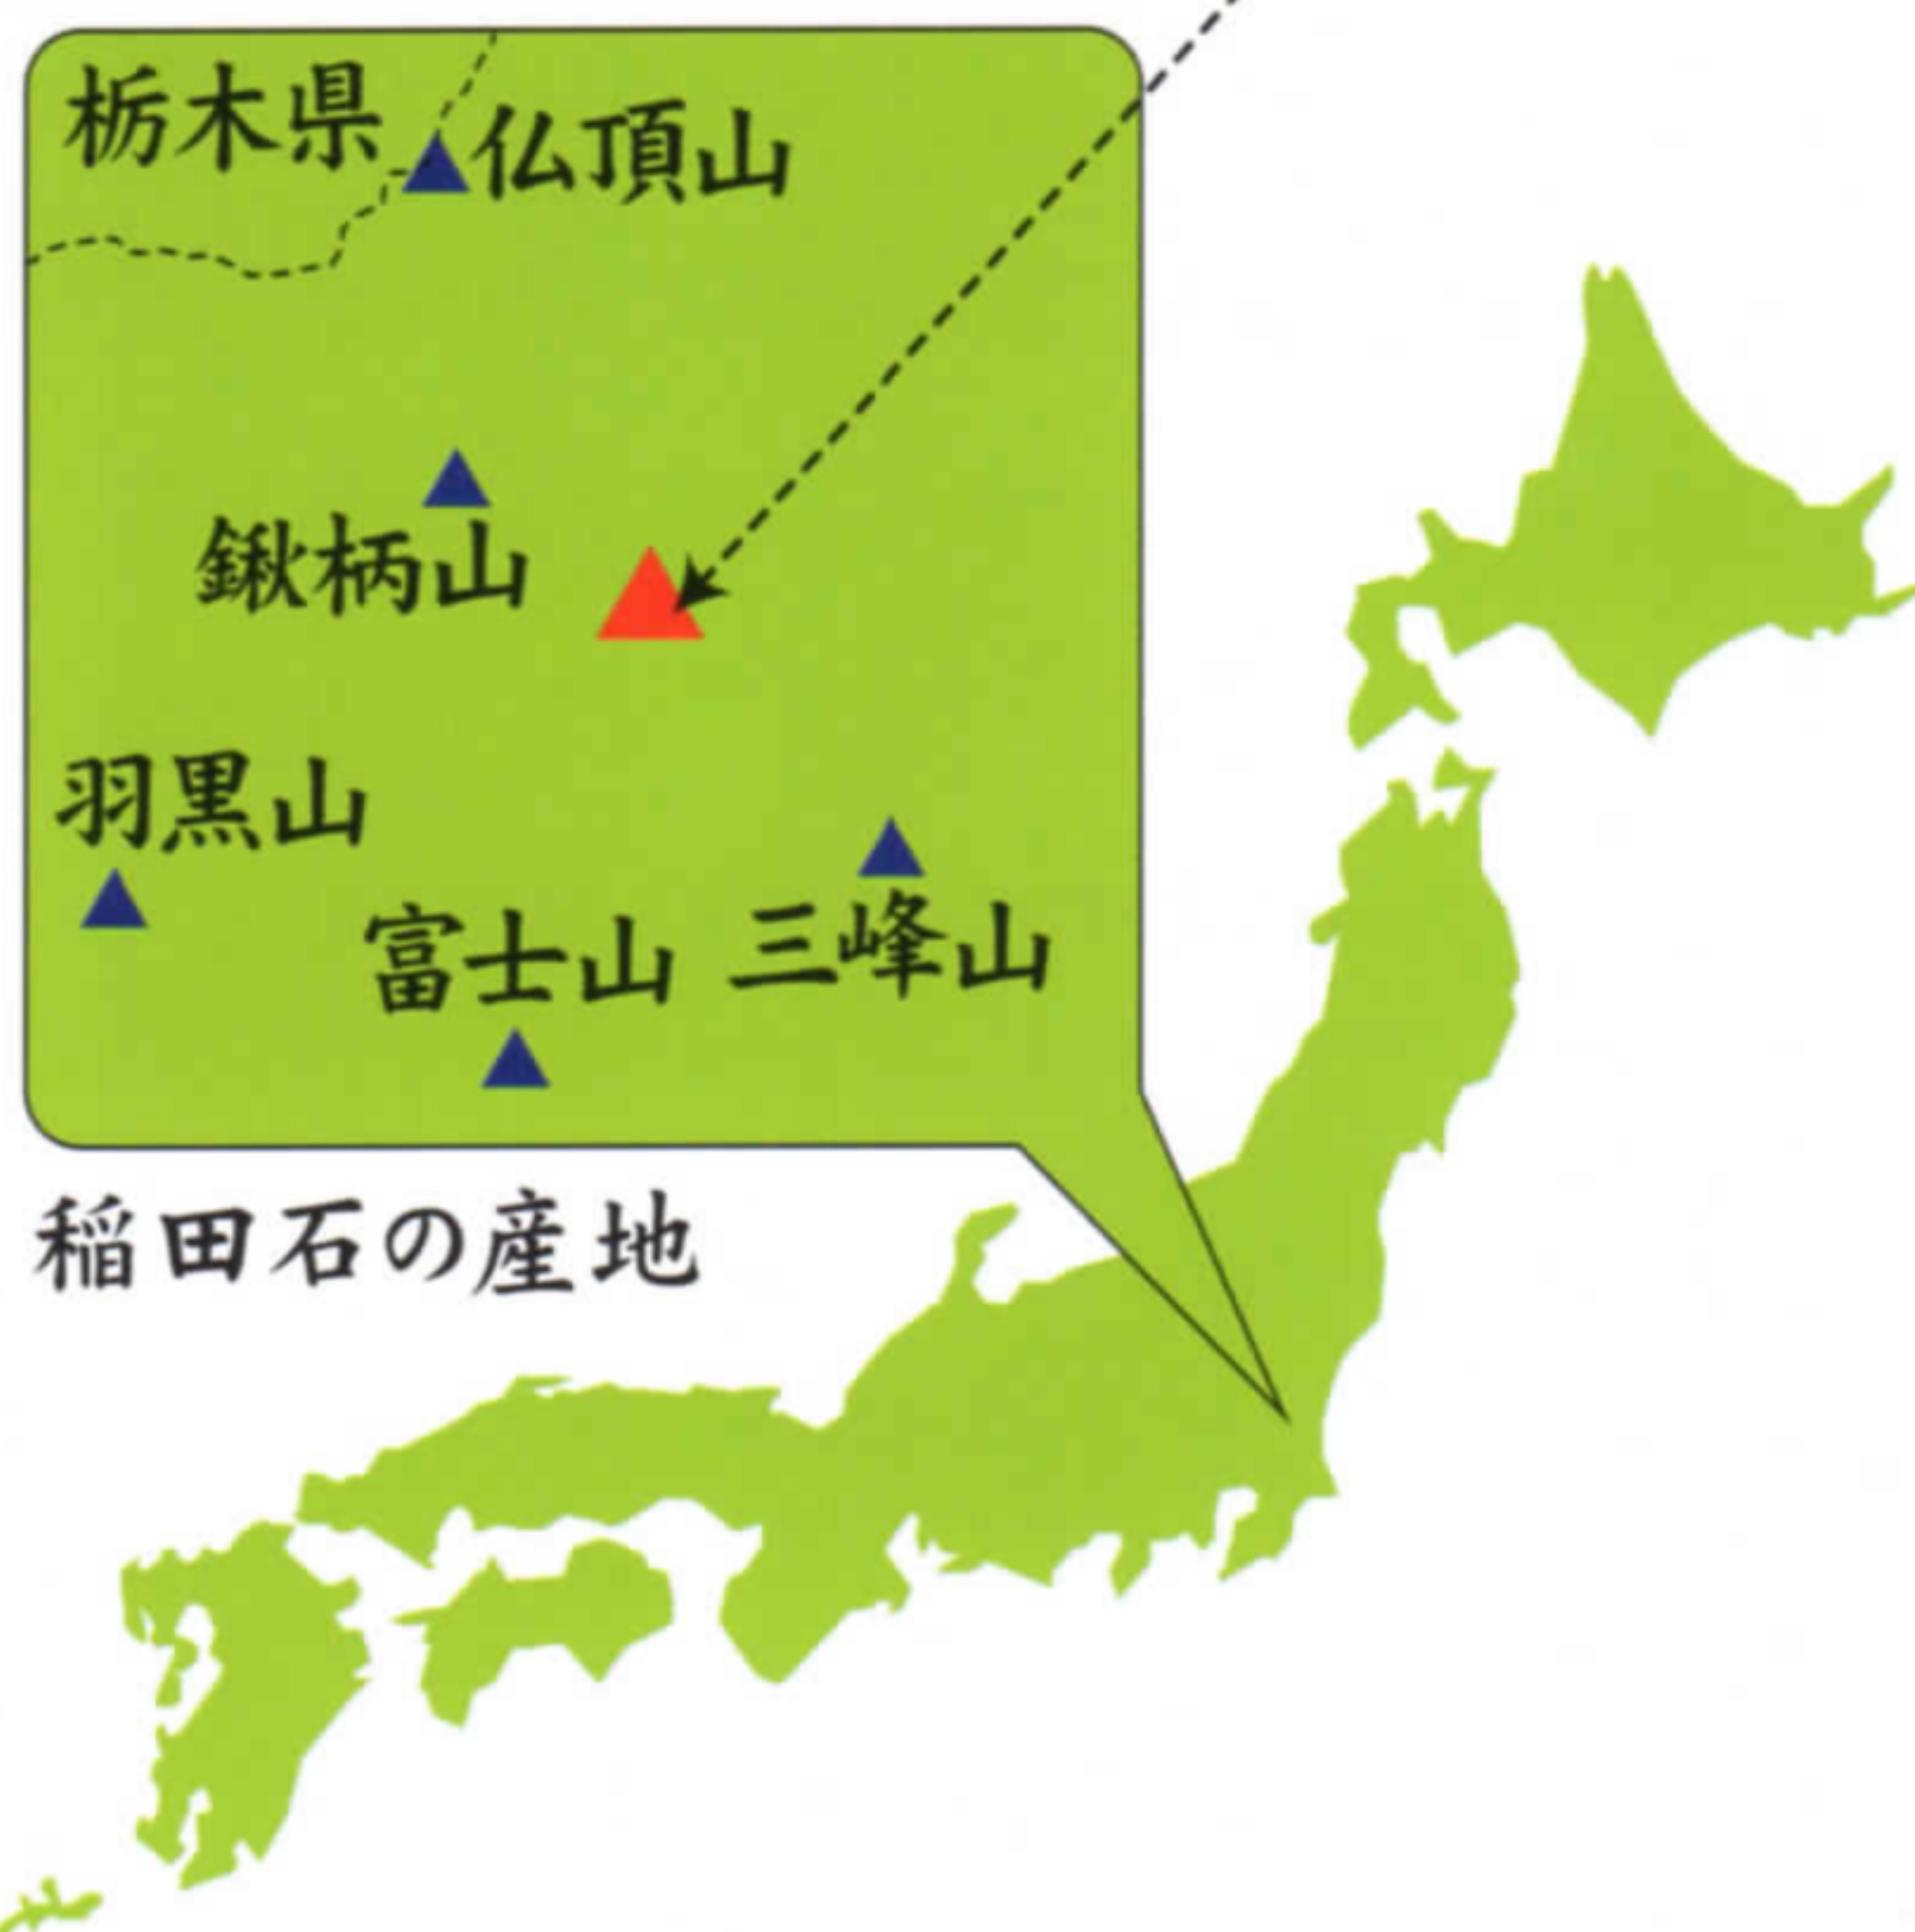 栃木県
仏頂山
鍬柄山
羽黒山
富士山
三峰山
稲田石の産地